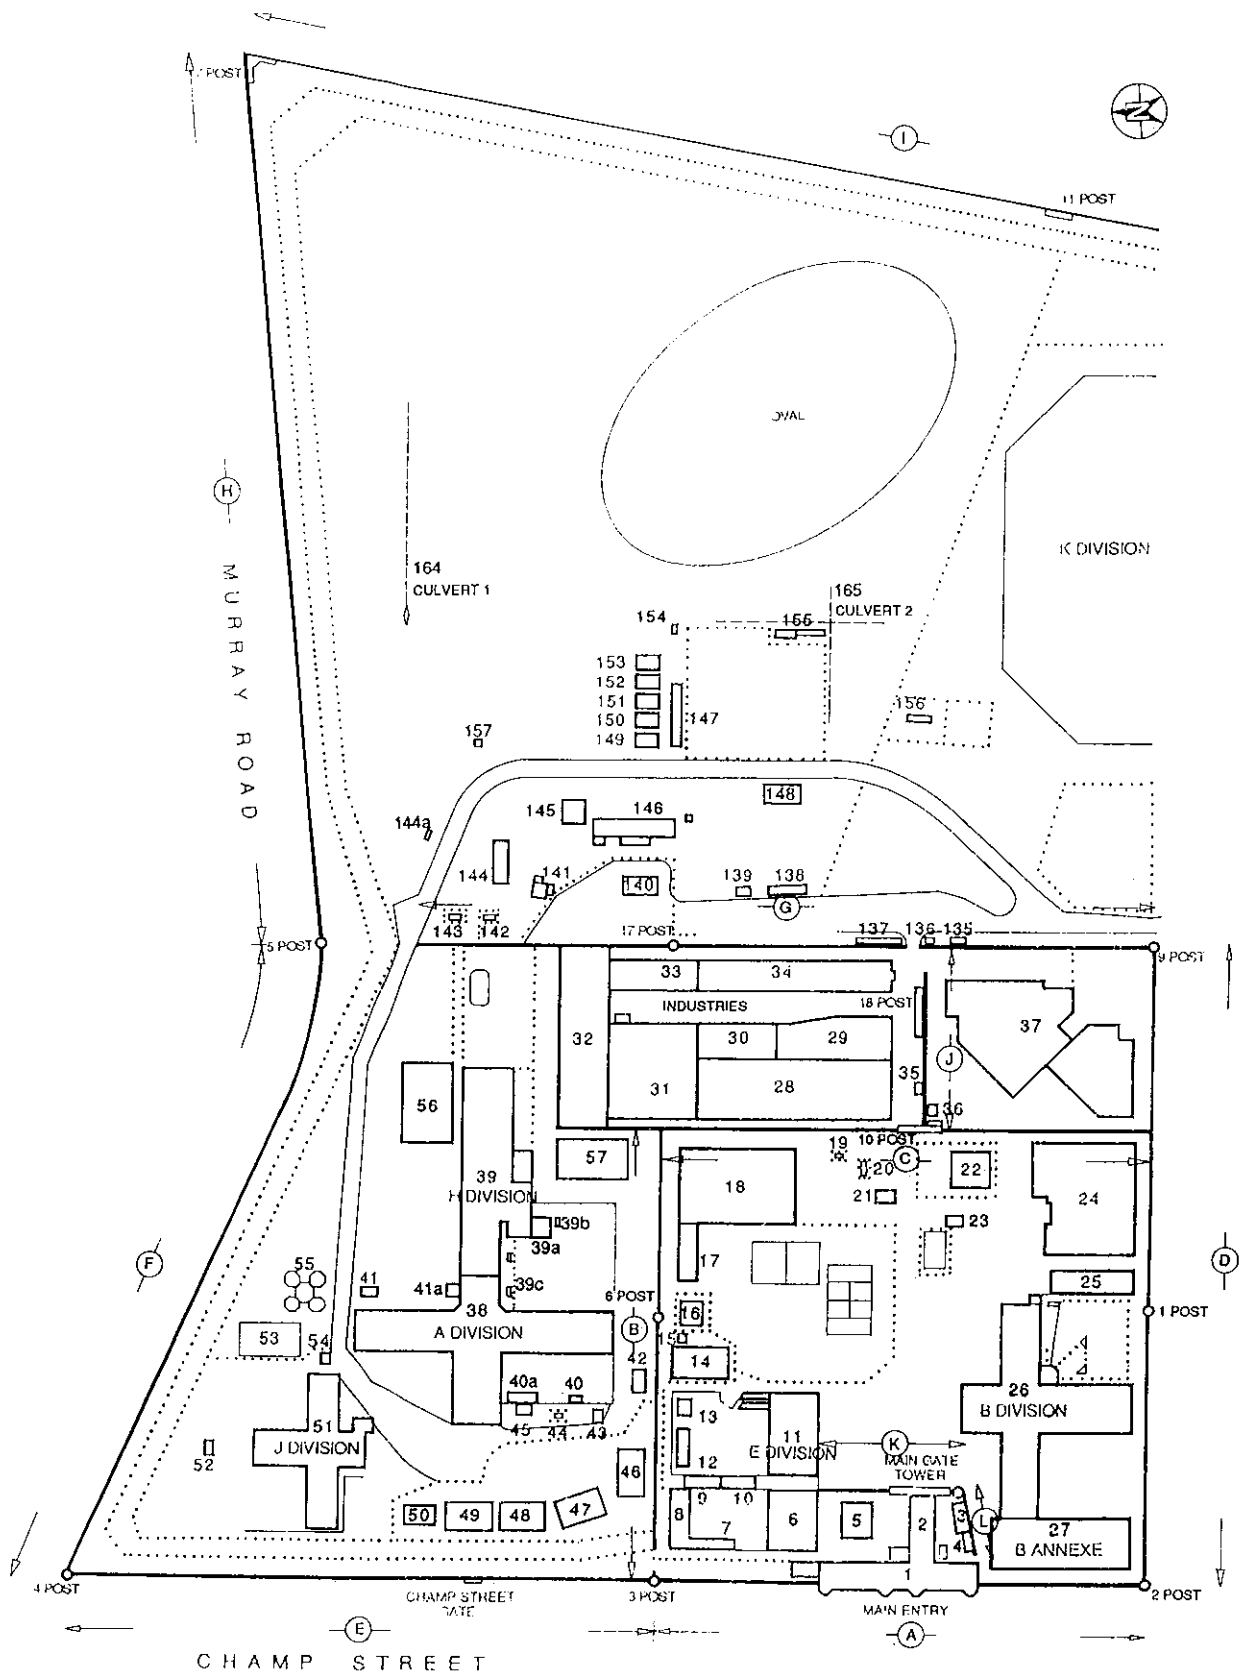 7 POST
N
I
11 POST
OVAL
H
K DIVISION
164
CULVERT 1
165
CULVERT 2
MURRAY ROAD
154
155
153
152
151
150
149
147
156
157
148
145
146
144a
144
141
140
139
138
G
143
142
137
136
135
5 POST
17 POST
9 POST
33
34
INDUSTRIES
18 POST
37
32
30
29
J
31
28
35
36
56
10 POST
19
57
C
20
22
39
18
24
H DIVISION
21
39b
23
39a
F
55
17
D
41
41a
39c
25
38
6 POST
16
1 POST
A DIVISION
B
53
54
15
42
14
40a
40
26
B DIVISION
13
51
45
44
43
11
J DIVISION
E DIVISION
K
52
12
MAIN GATE
TOWER
46
9
10
50
49
48
47
8
7
6
5
2
3
L
27
4
B ANNEXE
4 POST
1
CHAMP STREET
GATE
3 POST
MAIN ENTRY
2 POST
E
A
CHAMP STREET